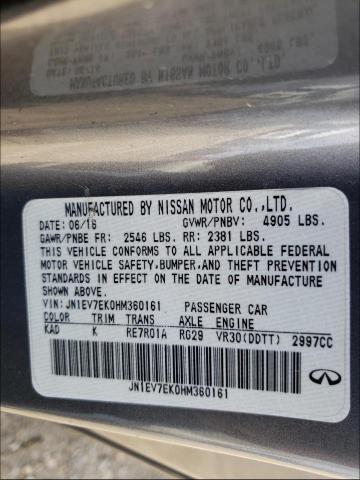 MANUFACTURED BY NISSAN MOTOR CO.,LTD.
DATE: 06/16 GVWR/PNBV: 4905 LBS.
GAWR/PNBE FR: 2546 LBS. RR: 2381 LBS.
THIS VEHICLE CONFORMS TO ALL APPLICABLE FEDERAL
MOTOR VEHICLE SAFETY,BUMPER,AND THEFT PREVENTION
STANDARDS IN EFFECT ON THE DATE OF MANUFACTURE
SHOWN ABOVE.
VIN: JN1EV7EK0HM360161 PASSENGER CAR
COLOR TRIM TRANS AXLE ENGINE
KAD K RE7R01A RG29 VR30(DDTT) 2997CC
JN1EV7EK0HM360161
INFINITI